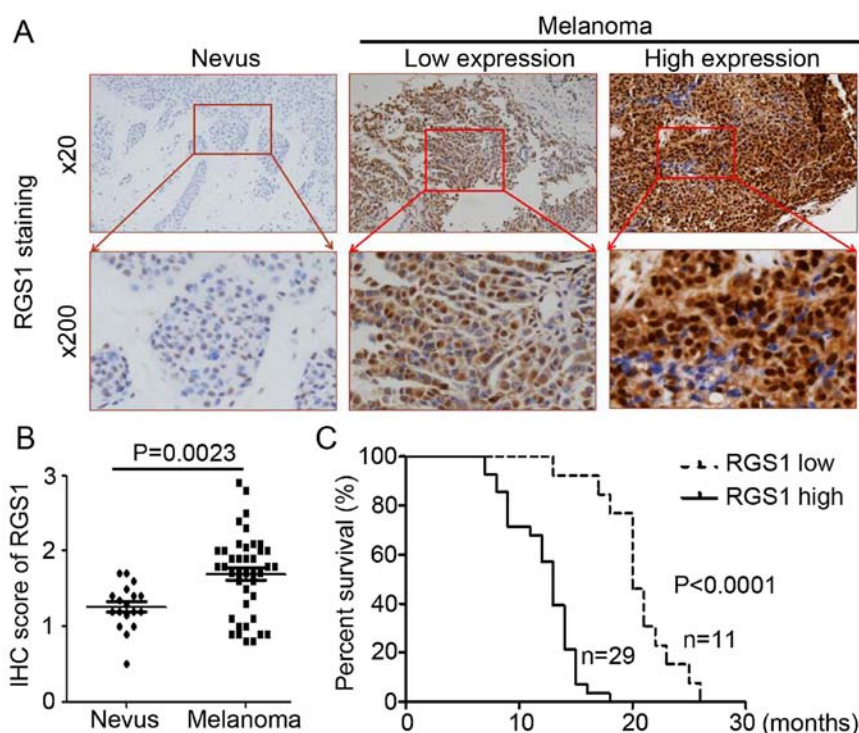 A
Melanoma
Nevus
Low expression
High expression
RGS1 staining
x20
x200
B
P=0.0023
IHC score of RGS1
3
2
1
0
Nevus
Melanoma
C
Percent survival (%)
100
80
60
40
20
0
RGS1 low
RGS1 high
P<0.0001
n=29
n=11
0
10
20
30
(months)